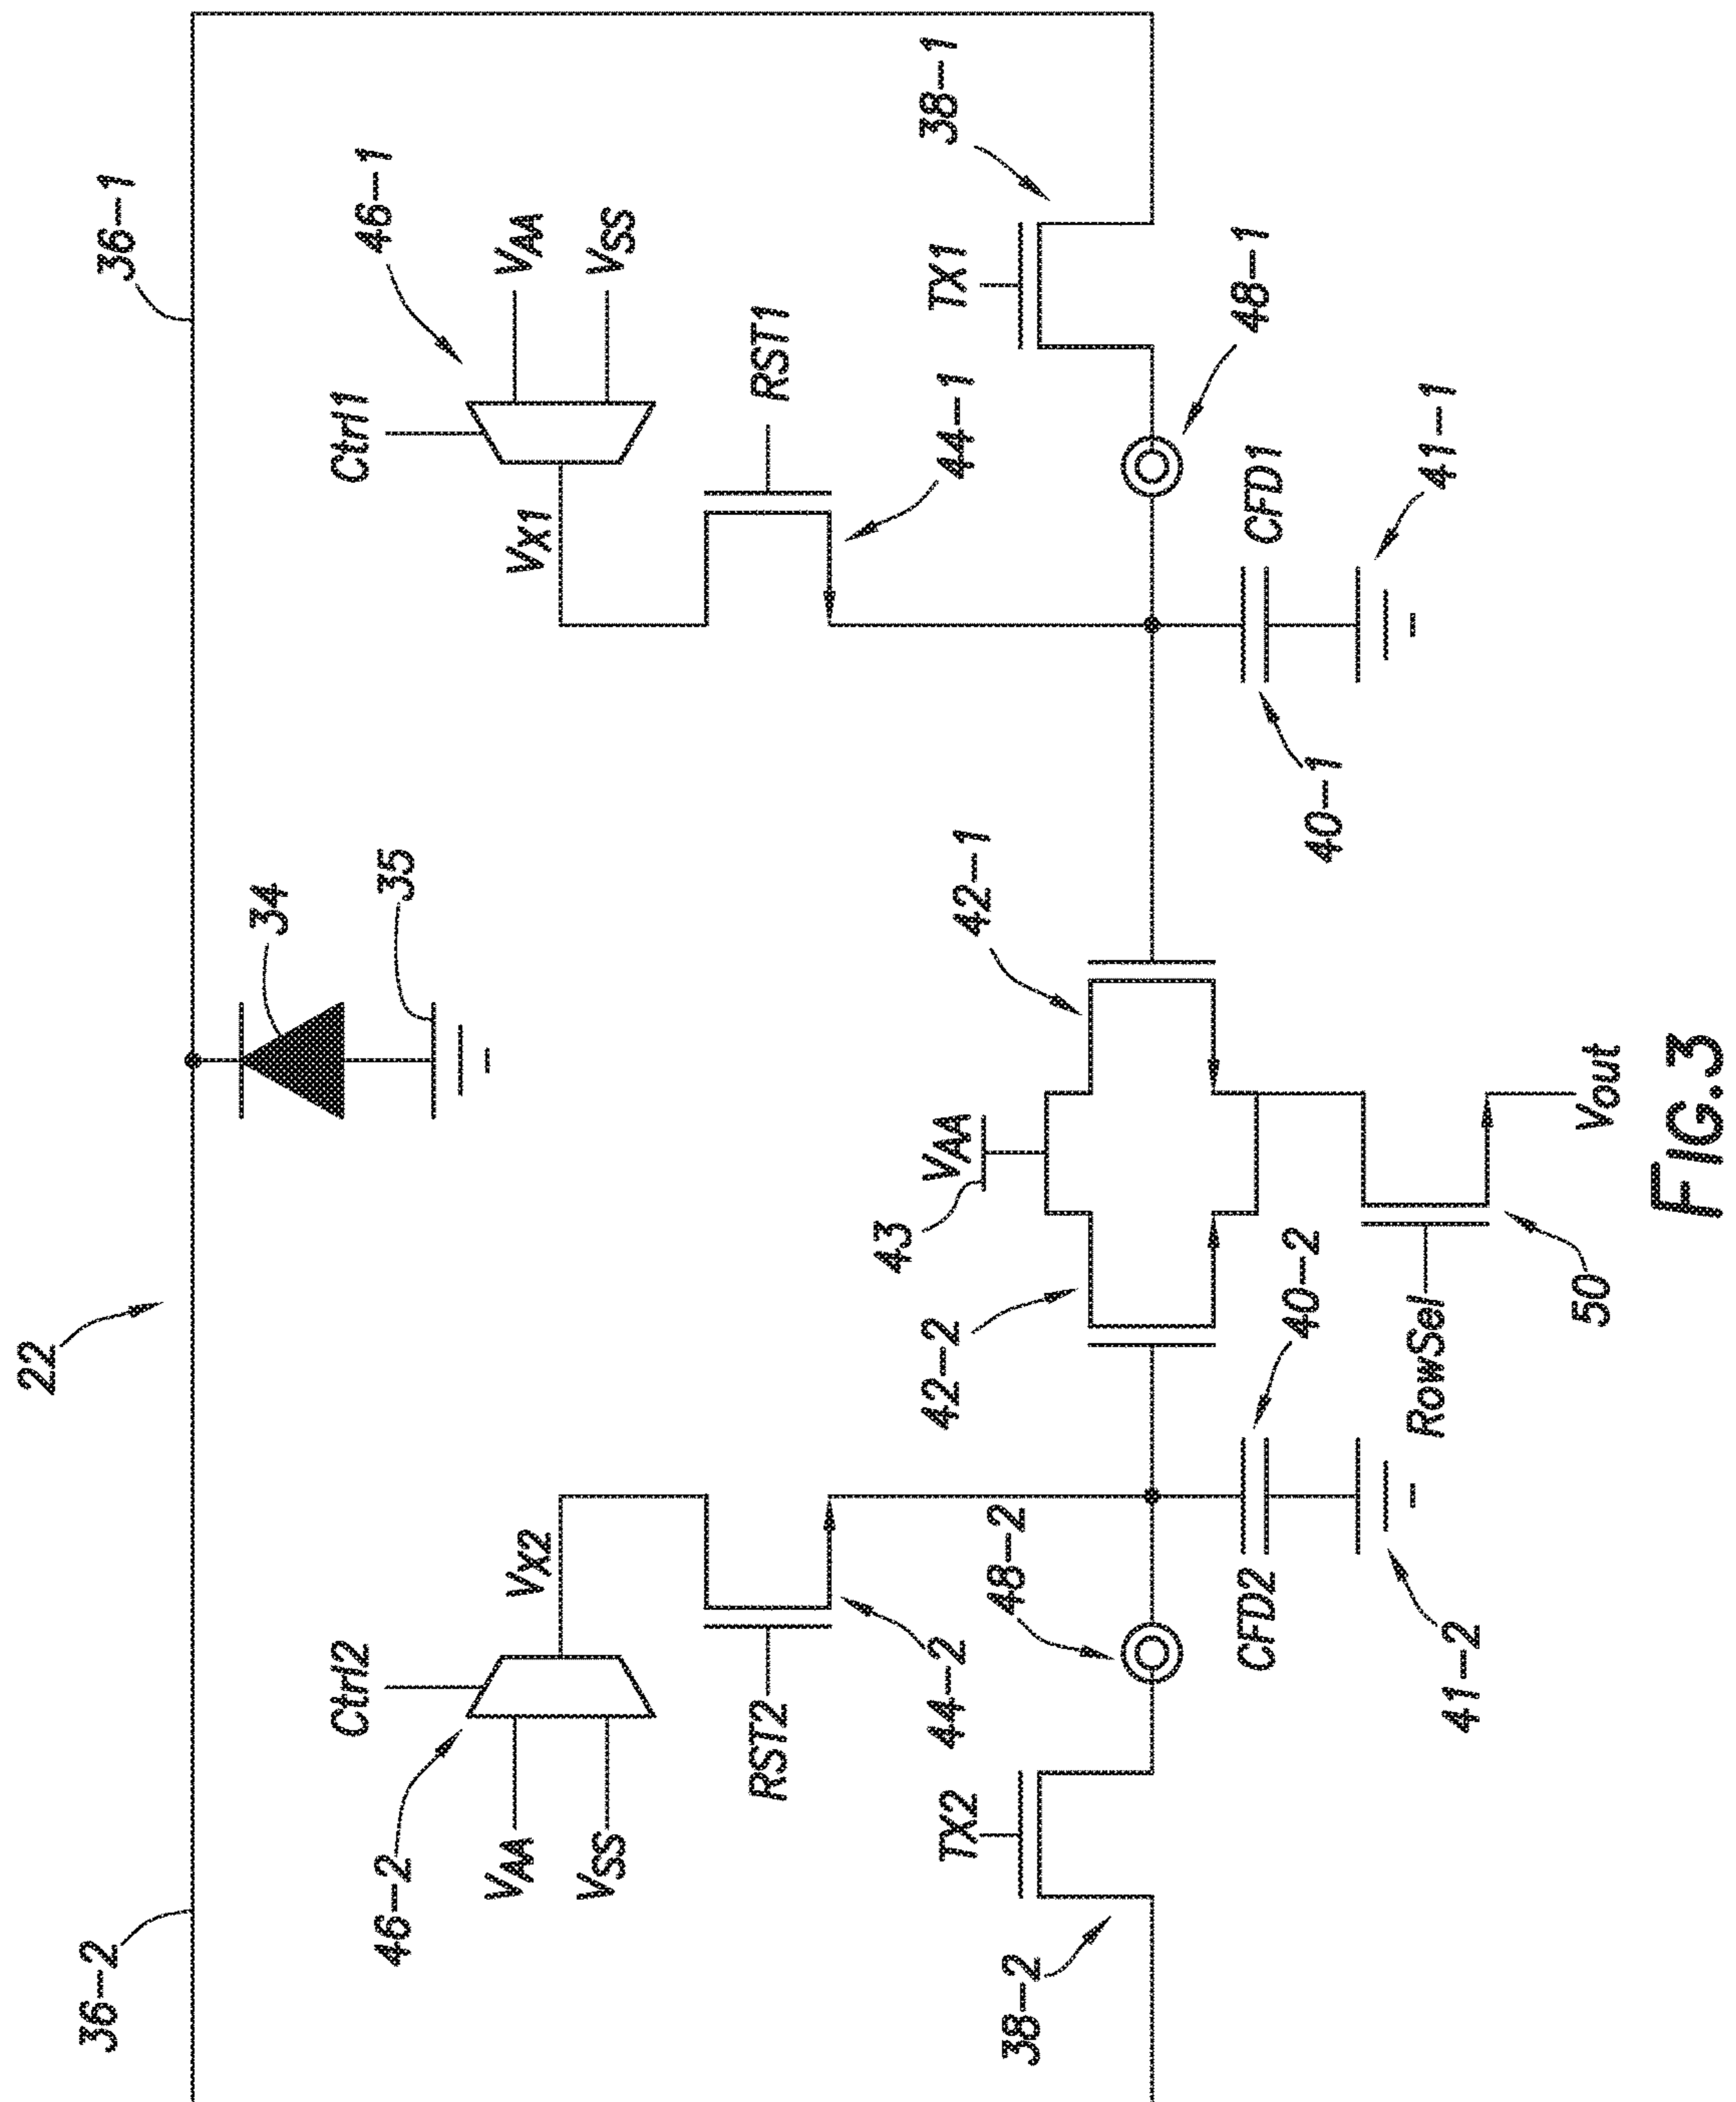 22
36-2
36-1
34
35
Ctrl2
Ctrl1
46-2
46-1
VAA
VSS
VX2
VX1
VAA
VSS
RST2
RST1
44-2
44-1
TX2
TX1
38-2
38-1
48-2
48-1
43
VAA
42-2
42-1
CFD2
CFD1
40-2
40-1
41-2
41-1
RowSel
50
Vout
FIG.3